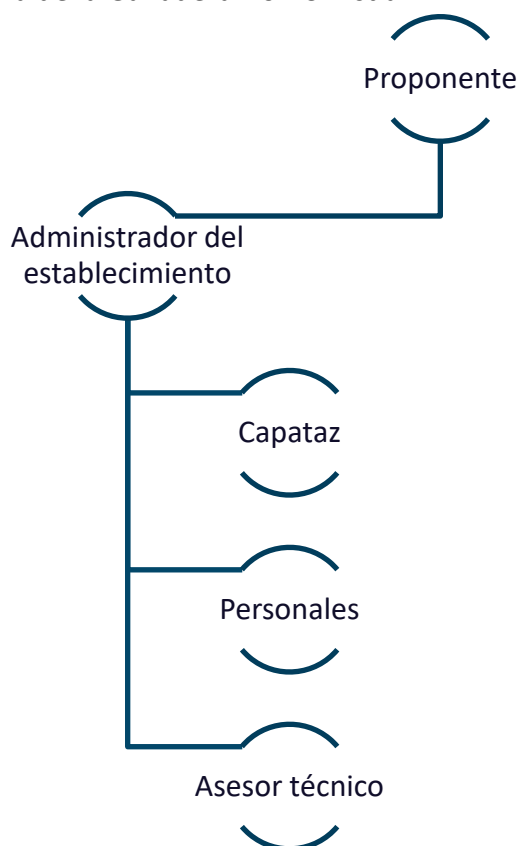 Proponente
Administrador del
establecimiento
Capataz
Personales
Asesor técnico